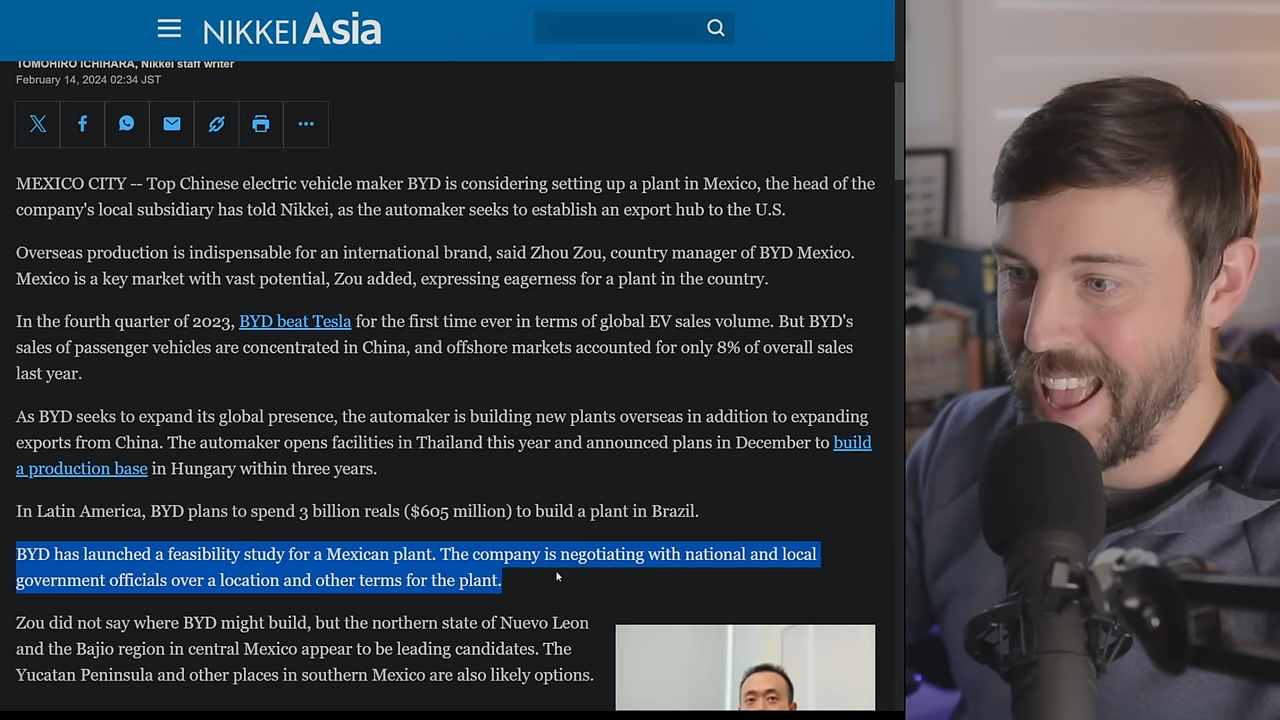 NIKKEI Asia
TOMOHIRO ICHIHARA, Nikkei staff writer
February 14, 2024 02:34 JST
MEXICO CITY -- Top Chinese electric vehicle maker BYD is considering setting up a plant in Mexico, the head of the
company's local subsidiary has told Nikkei, as the automaker seeks to establish an export hub to the U.S.
Overseas production is indispensable for an international brand, said Zhou Zou, country manager of BYD Mexico.
Mexico is a key market with vast potential, Zou added, expressing eagerness for a plant in the country.
In the fourth quarter of 2023, BYD beat Tesla for the first time ever in terms of global EV sales volume. But BYD's
sales of passenger vehicles are concentrated in China, and offshore markets accounted for only 8% of overall sales
last year.
As BYD seeks to expand its global presence, the automaker is building new plants overseas in addition to expanding
exports from China. The automaker opens facilities in Thailand this year and announced plans in December to build
a production base in Hungary within three years.
In Latin America, BYD plans to spend 3 billion reals ($605 million) to build a plant in Brazil.
BYD has launched a feasibility study for a Mexican plant. The company is negotiating with national and local
government officials over a location and other terms for the plant.
Zou did not say where BYD might build, but the northern state of Nuevo Leon
and the Bajio region in central Mexico appear to be leading candidates. The
Yucatan Peninsula and other places in southern Mexico are also likely options.